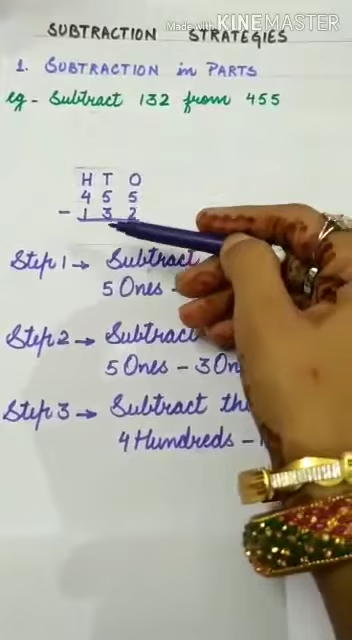 Made with KINEMASTER
SUBTRACTION STRATEGIES
1. SUBTRACTION in PARTS
eg - Subtract 132 from 455
H T O
4 5 5
- 1 3 2
Step 1 → Subtract
5 Ones -
Step 2 → Subtract
5 Ones - 3 On
Step 3 → Subtract th
4 Hundreds -